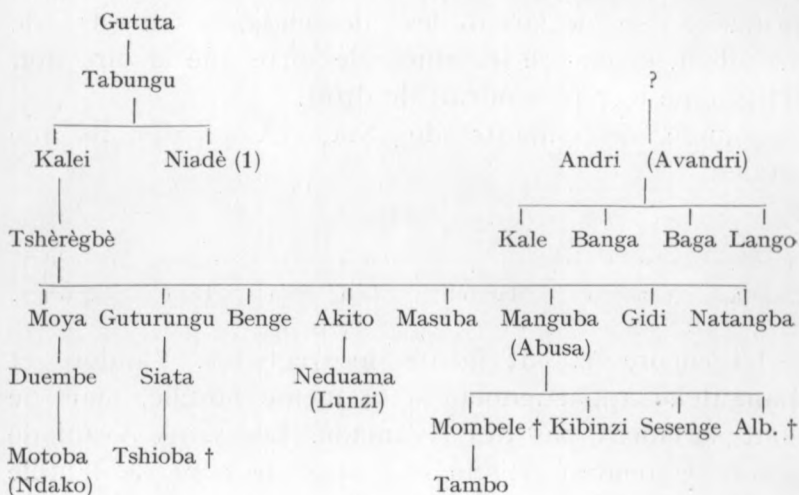 Gututa
Tabungu
?
Kalei Niadè (1) Andri (Avandri)
Tshèrègbè Kale Banga Baga Lango
Moya Guturungu Benge Akito Masuba Manguba Gidi Natangba
(Abusa)
Duembe Siata Neduama
(Lunzi)
Mombele † Kibinzi Sesenge Alb. †
Motoba Tshioba †
(Ndako) Tambo